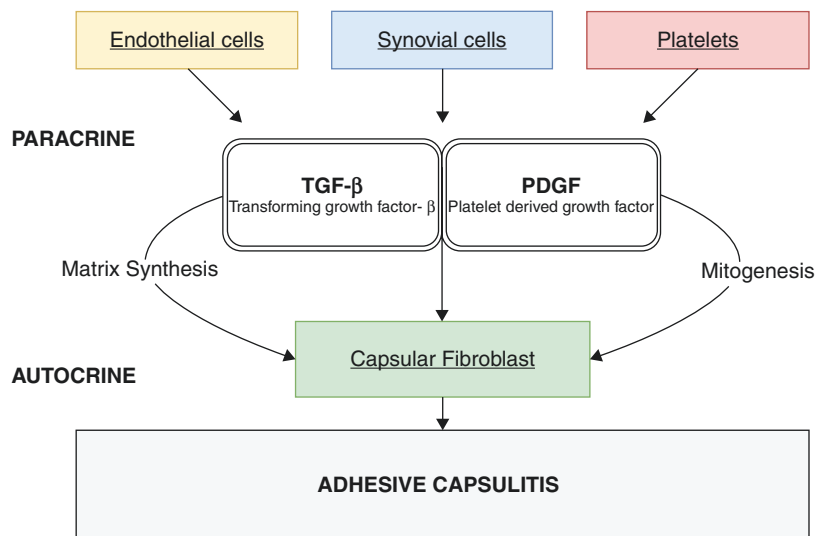 Endothelial cells
Synovial cells
Platelets
PARACRINE
TGF-β
Transforming growth factor- β
PDGF
Platelet derived growth factor
Matrix Synthesis
Mitogenesis
Capsular Fibroblast
AUTOCRINE
ADHESIVE CAPSULITIS